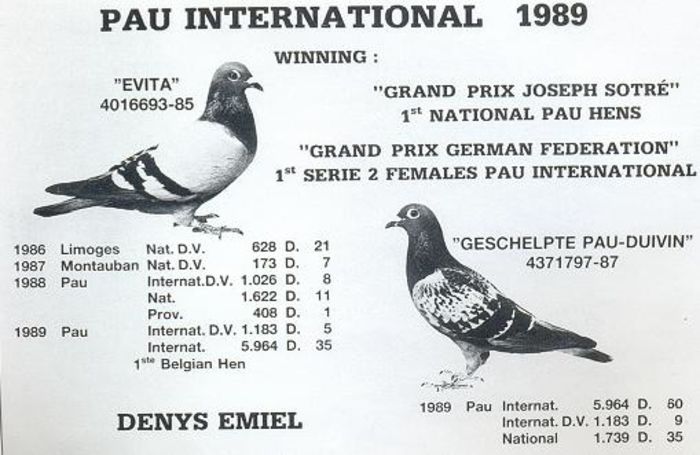 PAU INTERNATIONAL 1989
WINNING :
"EVITA"
4016693-85
"GRAND PRIX JOSEPH SOTRÉ"
1st NATIONAL PAU HENS
"GRAND PRIX GERMAN FEDERATION"
1st SERIE 2 FEMALES PAU INTERNATIONAL
1986 Limoges Nat. D.V. 628 D. 21
1987 Montauban Nat. D.V. 173 D. 7
1988 Pau Internat.D.V. 1.026 D. 8
Nat. 1.622 D. 11
Prov. 408 D. 1
1989 Pau Internat. D.V. 1.183 D. 5
Internat. 5.964 D. 35
1ste Belgian Hen
"GESCHELPTE PAU-DUIVIN"
4371797-87
1989 Pau Internat. 5.964 D. 60
Internat. D.V. 1.183 D. 9
National 1.739 D. 35
DENYS EMIEL